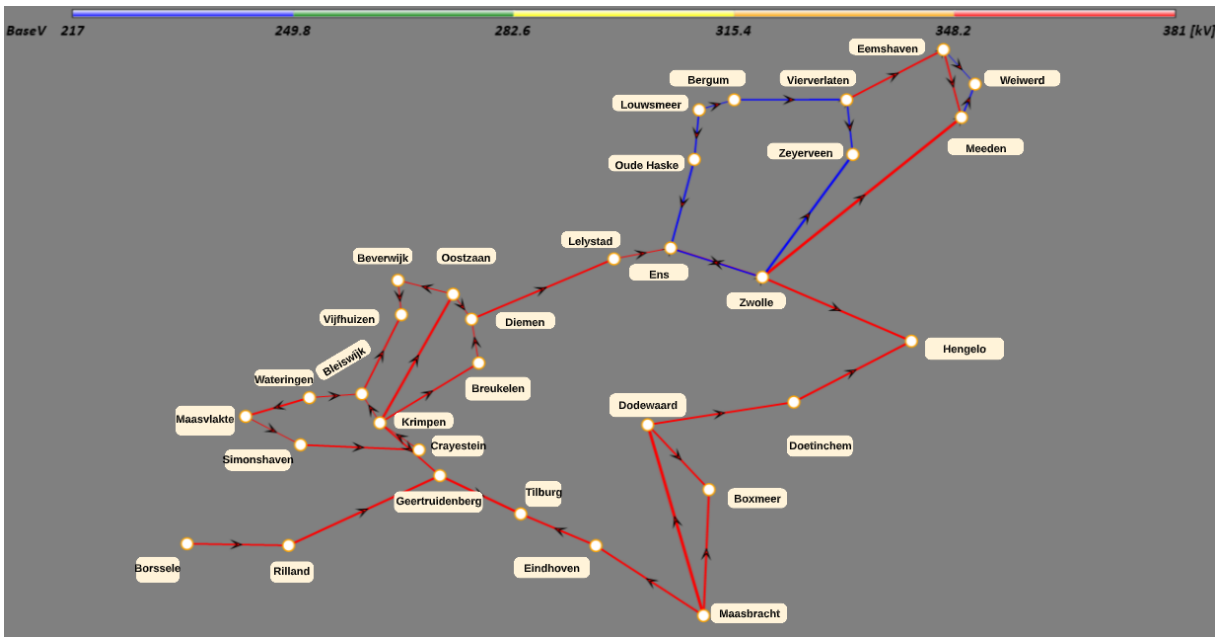 BaseV 217 249.8 282.6 315.4 348.2 381 [kV]
Eemshaven
Bergum
Vierverlaten
Weiwerd
Louwsmeer
Meeden
Zeyerveen
Oude Haske
Lelystad
Beverwijk
Oostzaan
Ens
Zwolle
Vijfhuizen
Diemen
Hengelo
Bleiswijk
Wateringen
Breukelen
Dodewaard
Maasvlakte
Krimpen
Crayestein
Doetinchem
Simonshaven
Tilburg
Geertruidenberg
Boxmeer
Borssele
Rilland
Eindhoven
Maasbracht